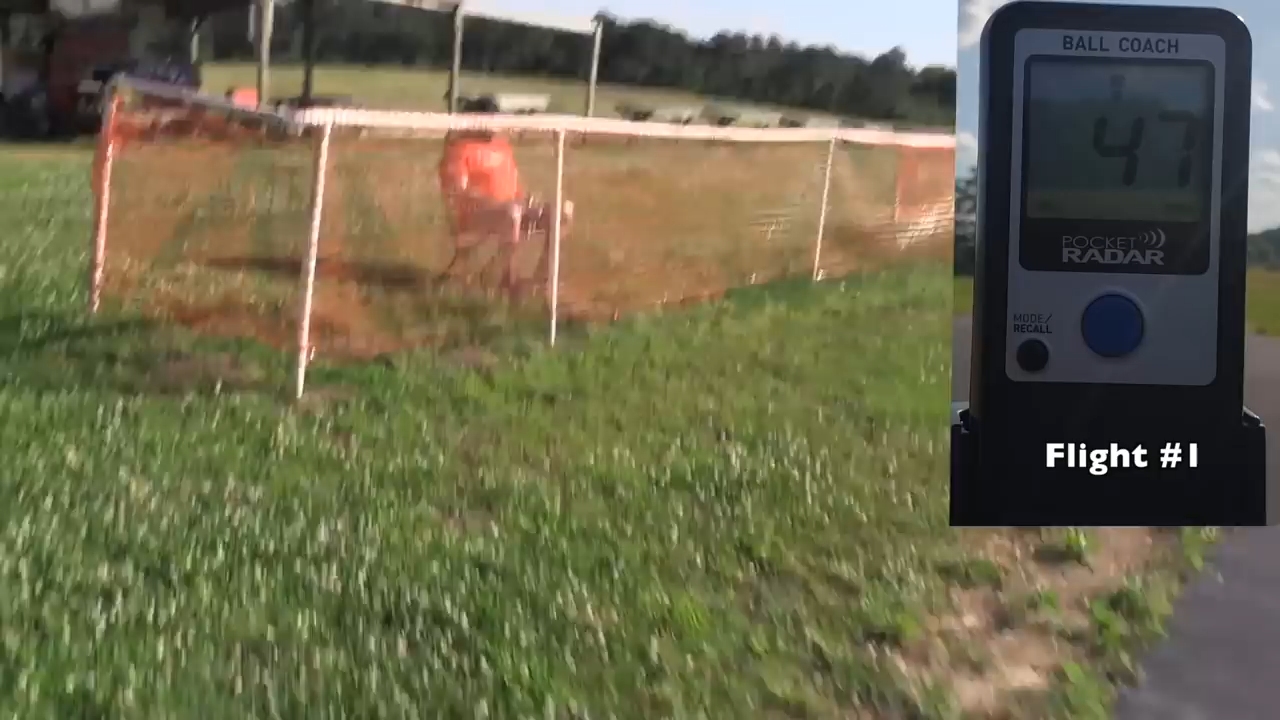 BALL COACH
47
POCKET
RADAR
MODE/
RECALL
Flight #1